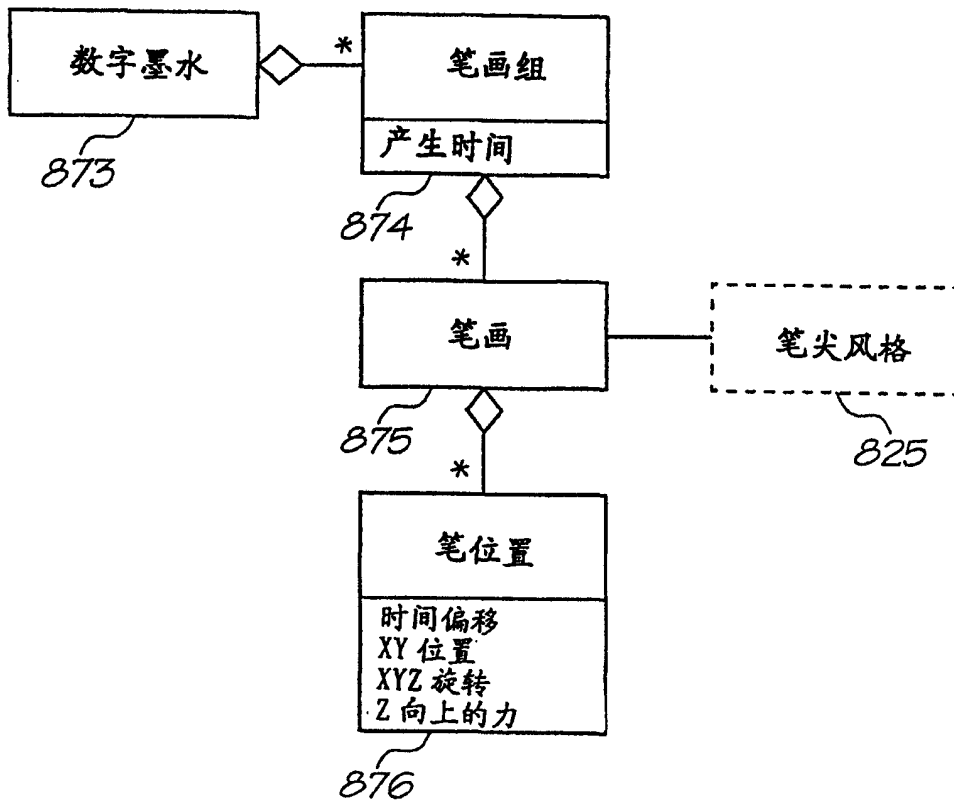 数字墨水
*
笔画组
产生时间
873
874
*
笔画
笔尖风格
875
825
*
笔位置
时间偏移
XY 位置
XYZ 旋转
Z 向上的力
876